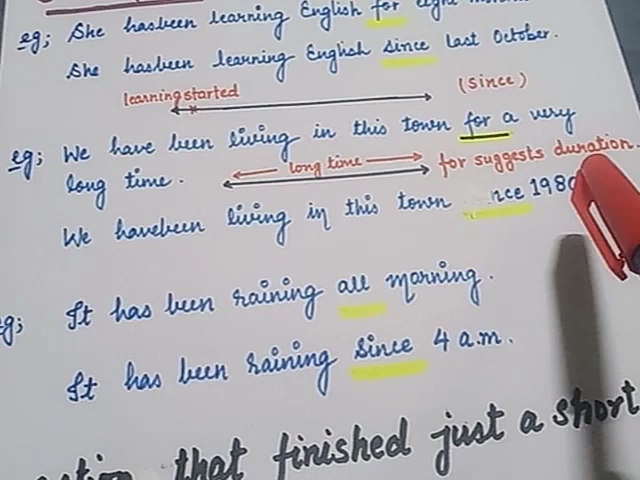 eg; She hasbeen learning English for eight
She hasbeen learning English since last October.
learning started (since)
eg; We have been living in this town for a very
long time. long time for suggests duration.
We havebeen living in this town 198
It has been raining all morning.
It has been raining since 4 a.m.
that finished just a short